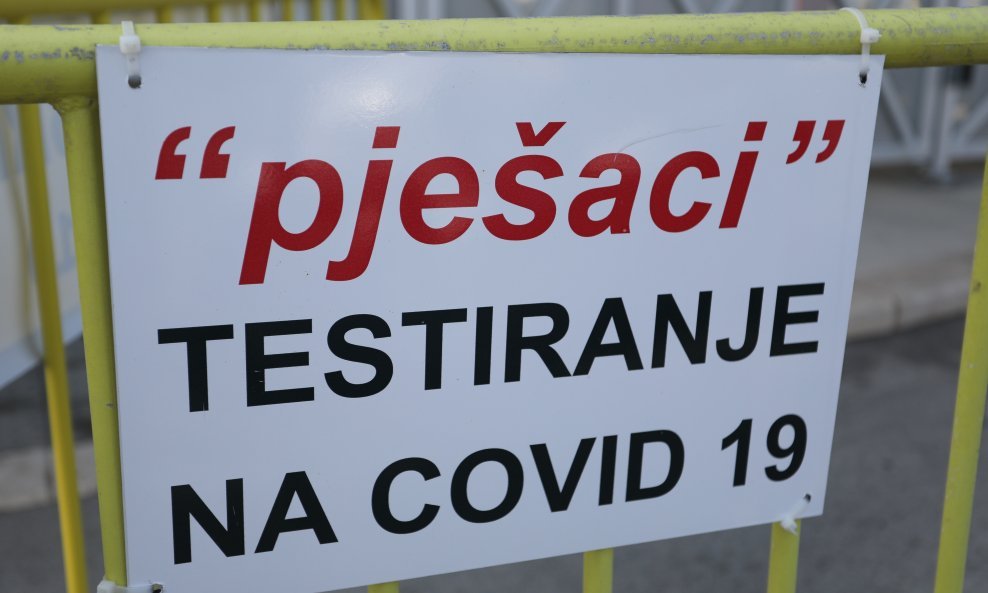 “pješaci”
TESTIRANJE
NA COVID 19